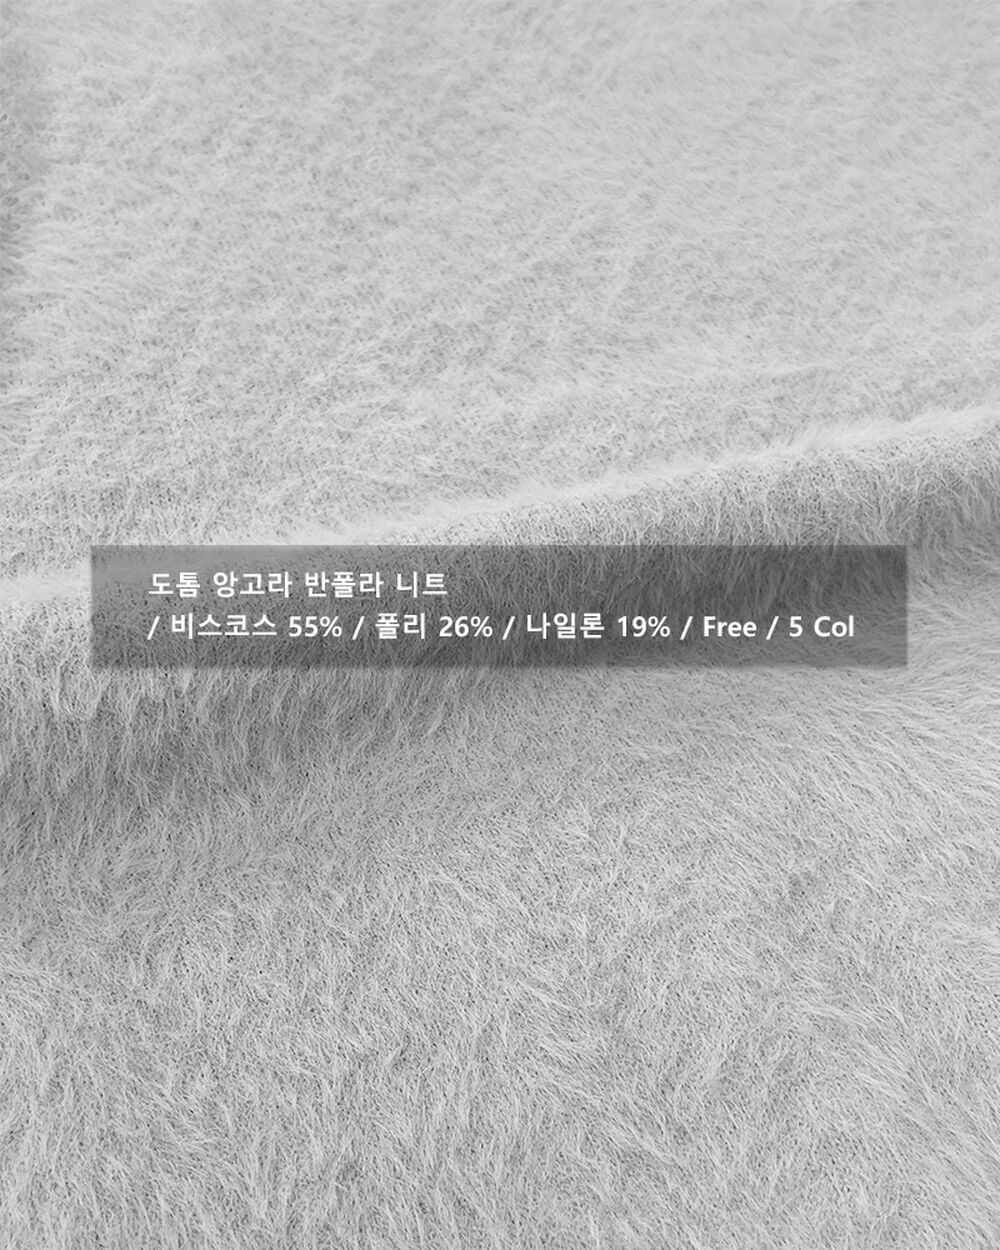 도톰 앙고라 반폴라 니트
/ 비스코스 55% / 폴리 26% / 나일론 19% / Free / 5 Col